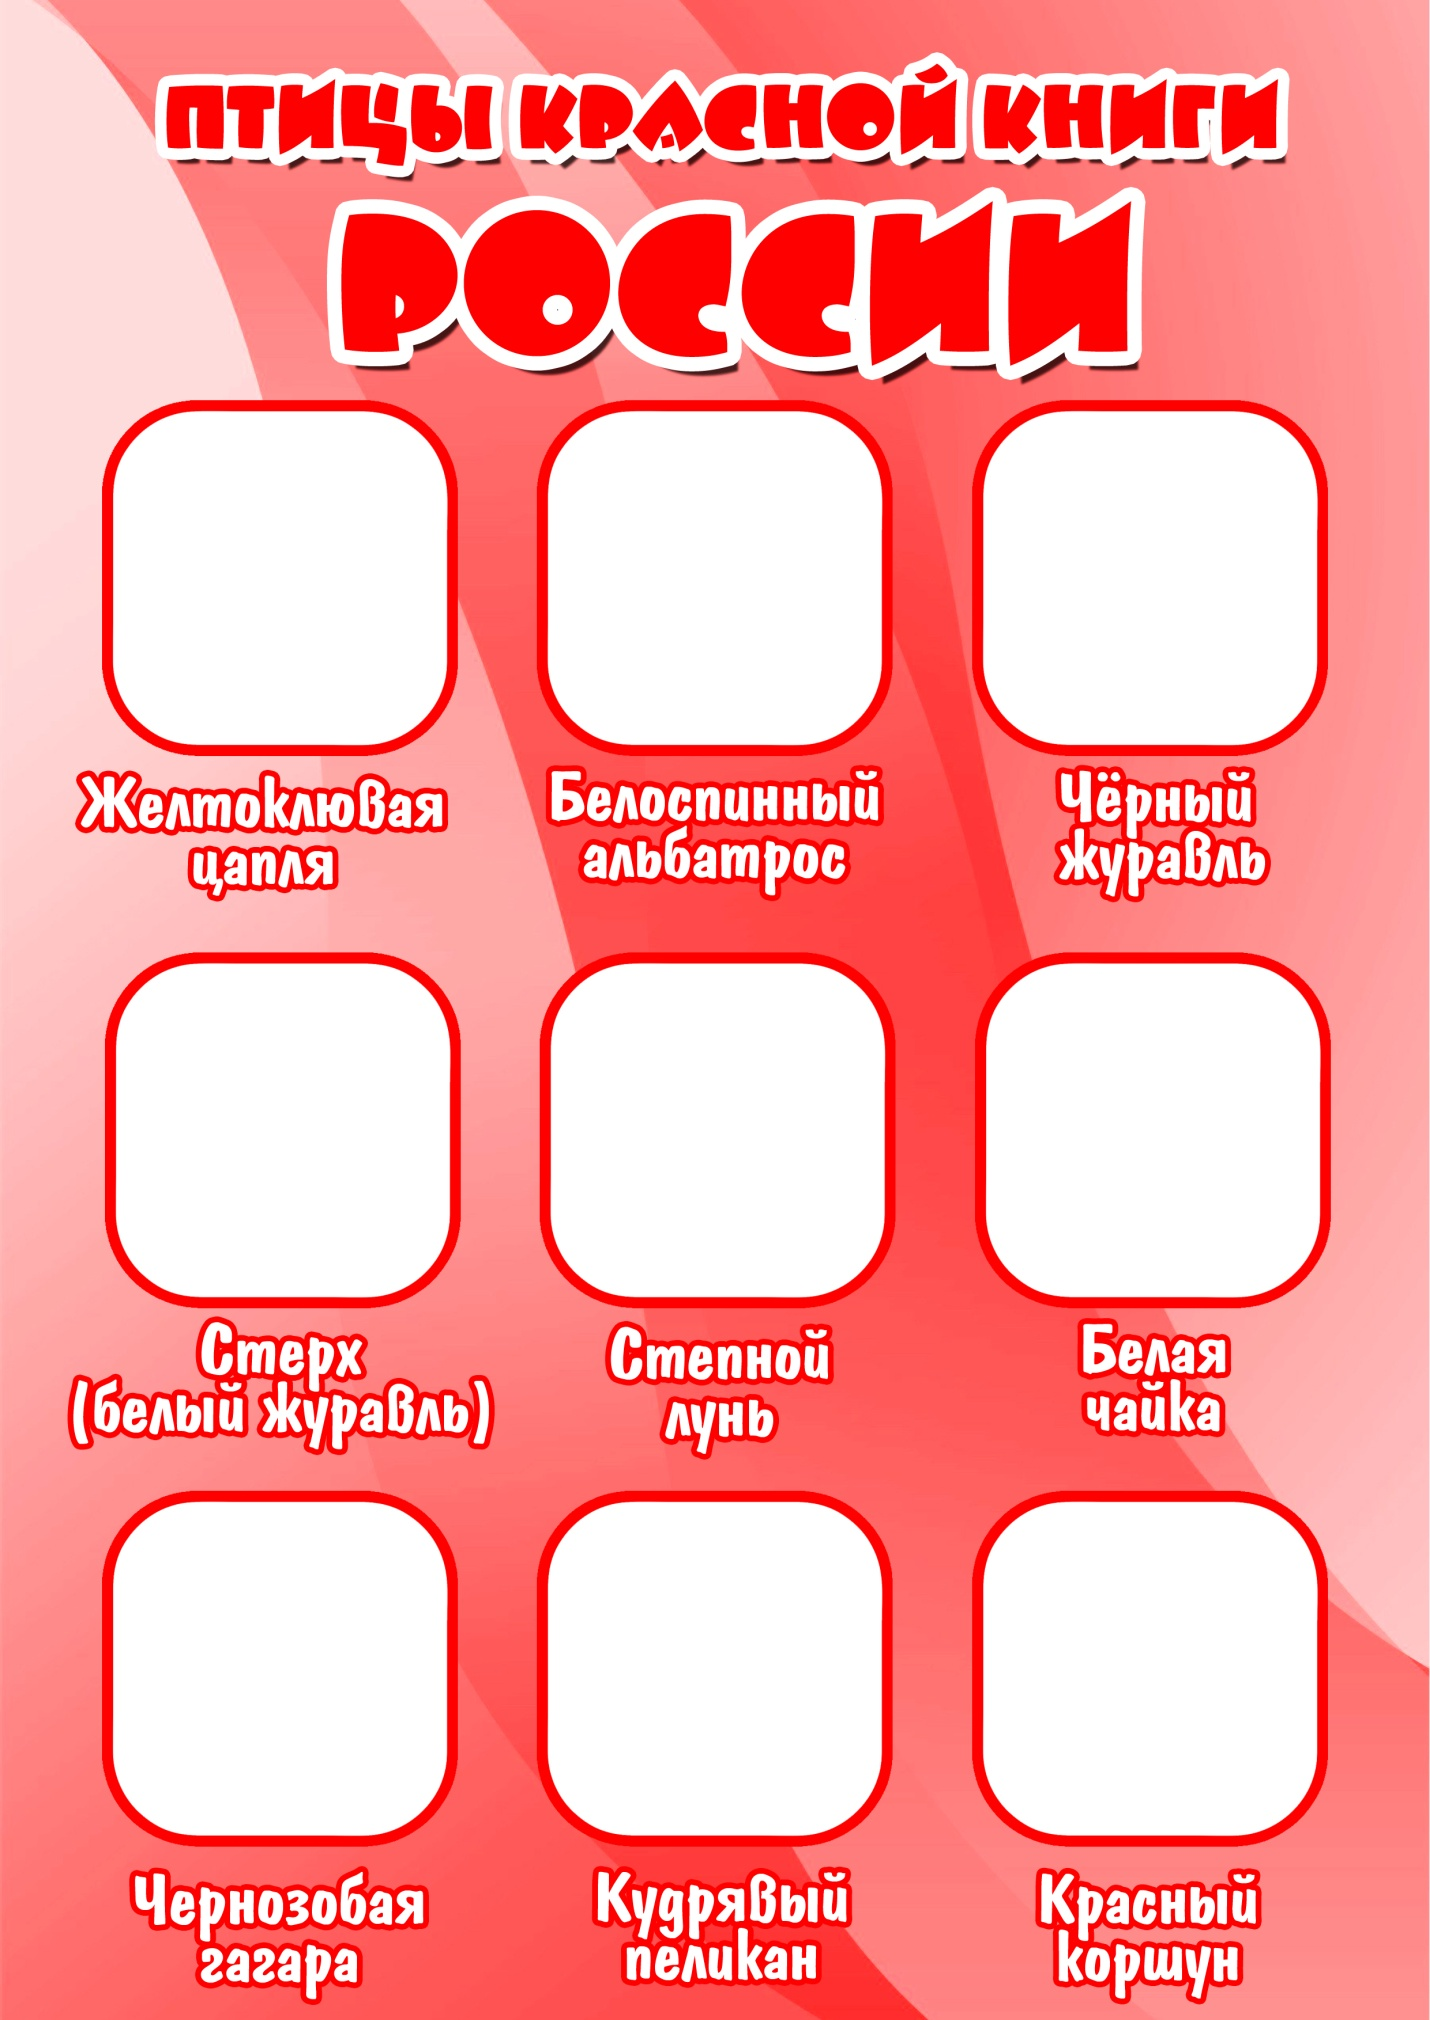 ПТИЦЫ КРАСНОЙ КНИГИ
РОССИИ
Желтоклювая
цапля
Белоспинный
альбатрос
Чёрный
журавль
Стерх
(белый журавль)
Степной
лунь
Белая
чайка
Чернозобая
гагара
Кудрявый
пеликан
Красный
коршун